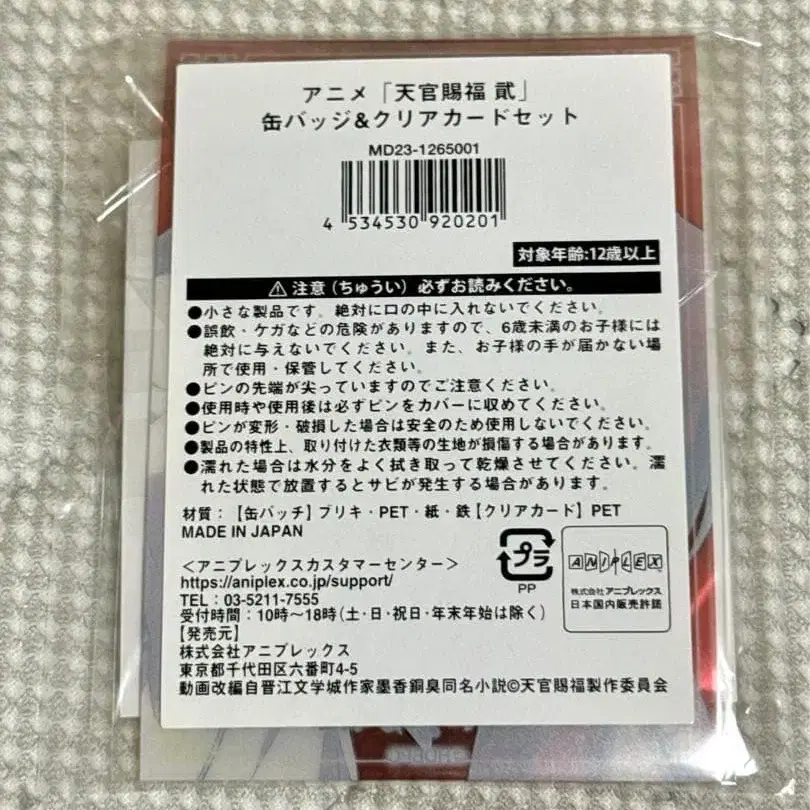 アニメ「天官賜福 貮」
缶バッジ&クリアカードセット
MD23-1265001
4 534530 920201
対象年齢:12歳以上
⚠ 注意(ちゅうい)必ずお読みください。
●小さな製品です。絶対に口の中に入れないでください。
●誤飲・ケガなどの危険がありますので、6歳未満のお子様には
絶対に与えないでください。また、お子様の手が届かない場
所で使用・保管してください。
●ピンの先端が尖っていますのでご注意ください。
●使用時や使用後は必ずピンをカバーに収めてください。
●ピンが変形・破損した場合は安全のため使用しないでください。
●製品の特性上、取り付けた衣類等の生地が損傷する場合があります。
●濡れた場合は水分をよく拭き取って乾燥させてください。濡
れた状態で放置するとサビが発生する場合があります。
材質:【缶バッチ】ブリキ・PET・紙・鉄【クリアカード】PET
MADE IN JAPAN
<アニプレックスカスタマーセンター>
https://aniplex.co.jp/support/
TEL:03-5211-7555
受付時間:10時~18時(土・日・祝日・年末年始は除く)
【発売元】
株式会社アニプレックス
東京都千代田区六番町4-5
動画改編自晋江文学城作家墨香銅臭同名小説©天官賜福製作委員会
プラ
PP
ANIPLEX
株式会社 アニプレックス
日本国内販売許諾